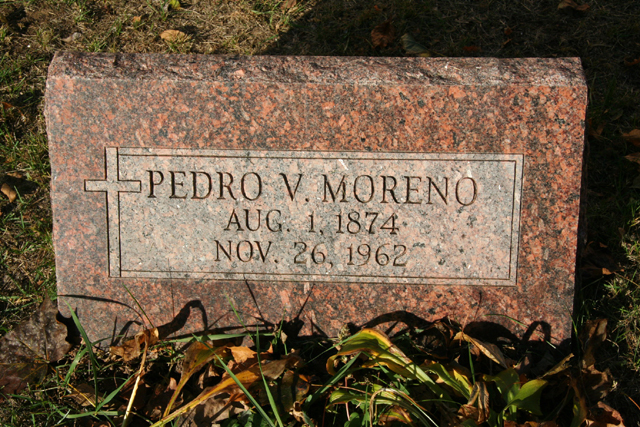 PEDRO V. MORENO
AUG. 1, 1874
NOV. 26, 1962